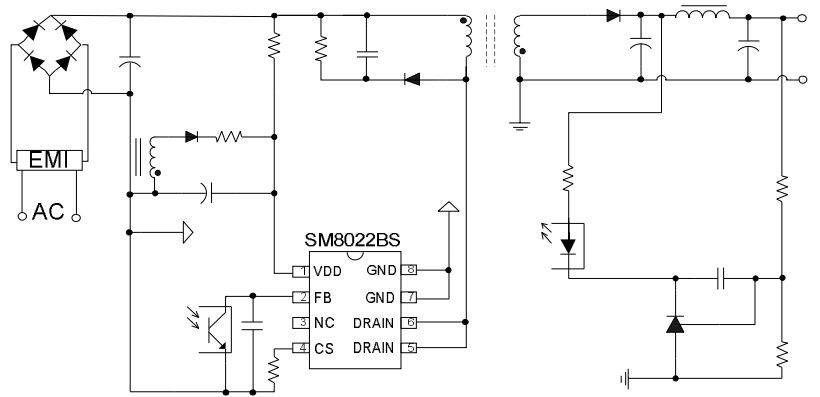 EMI
AC
SM8022BS
1 VDD GND 8
2 FB GND 7
3 NC DRAIN 6
4 CS DRAIN 5